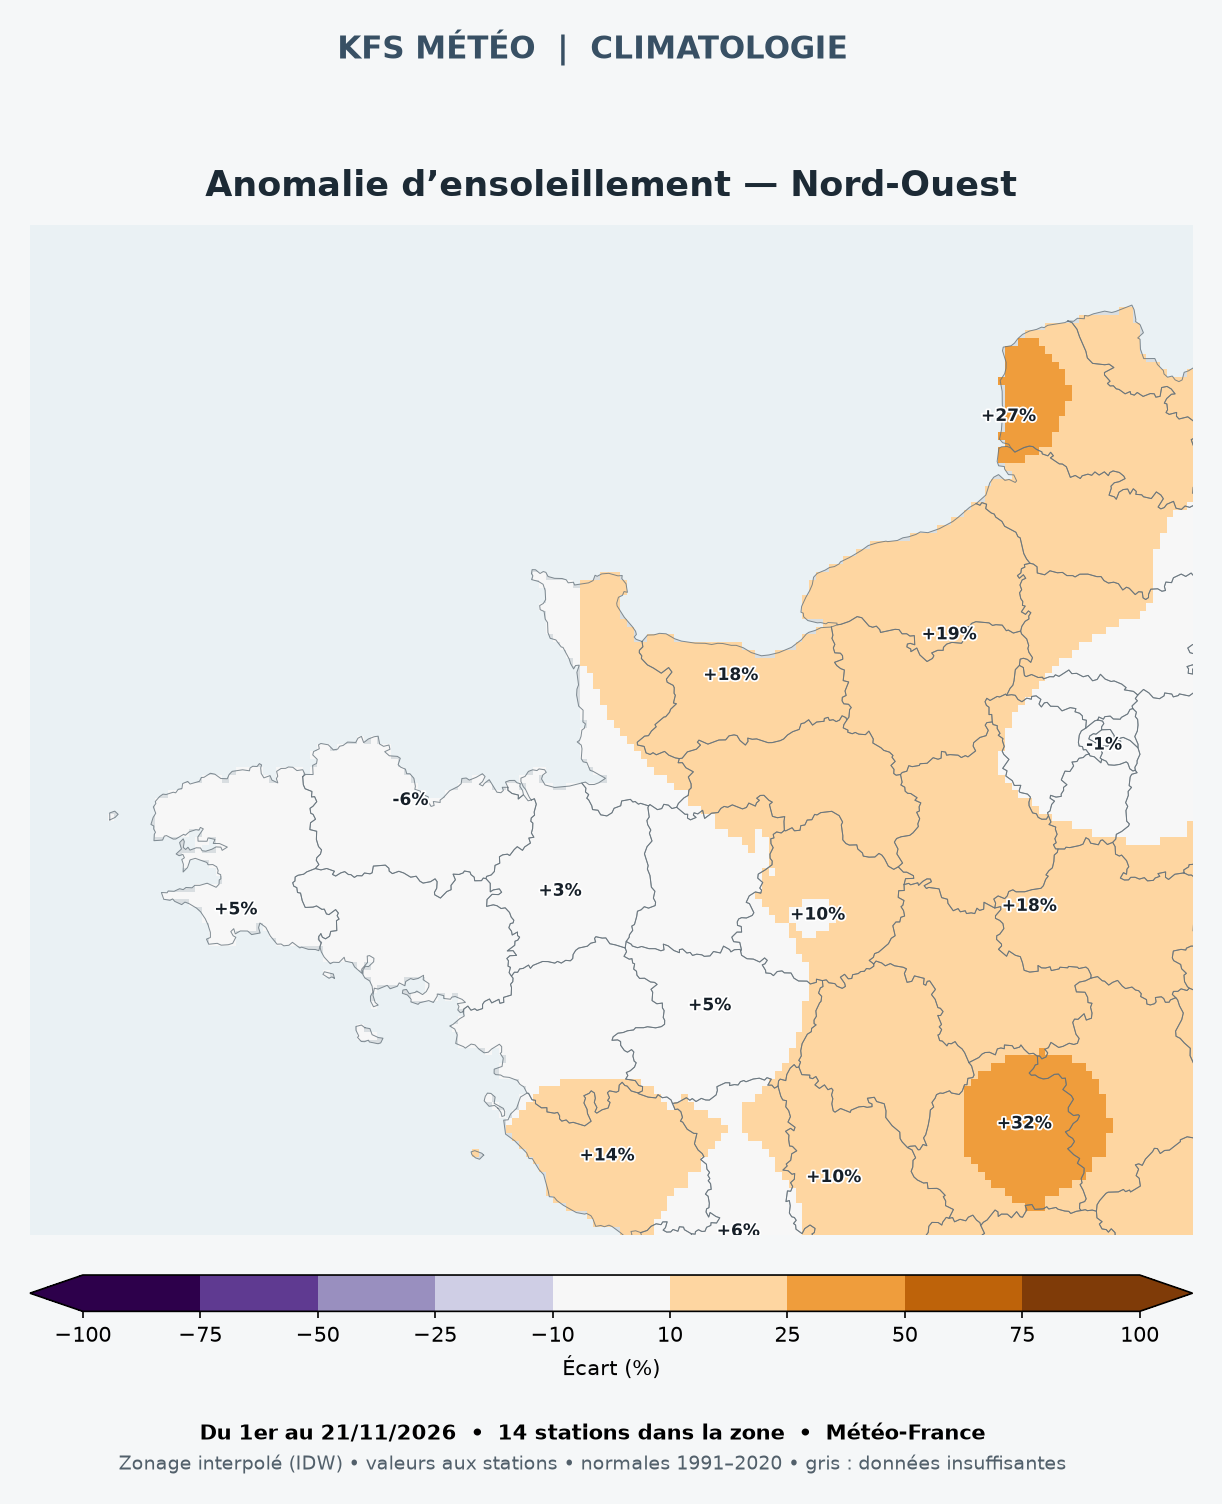 KFS MÉTÉO | CLIMATOLOGIE
Anomalie d’ensoleillement — Nord-Ouest
+27%
+19%
+18%
-1%
-6%
+3%
+5%
+18%
+10%
+5%
+32%
+14%
+10%
+6%
−100 −75 −50 −25 −10 10 25 50 75 100
Écart (%)
Du 1er au 21/11/2026 • 14 stations dans la zone • Météo-France
Zonage interpolé (IDW) • valeurs aux stations • normales 1991–2020 • gris : données insuffisantes